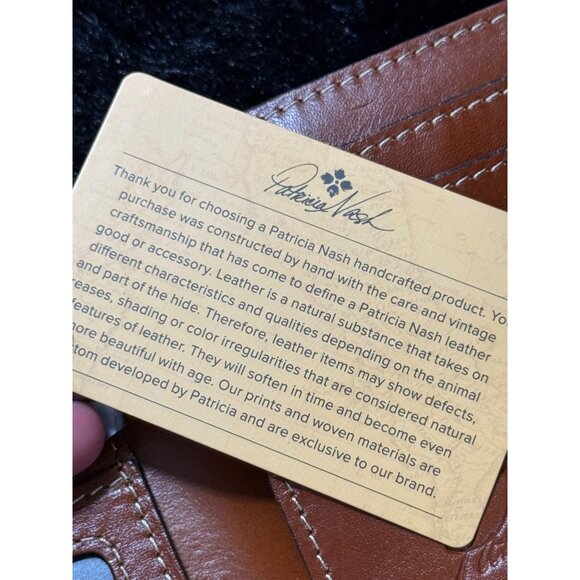 Patricia Nash
Thank you for choosing a Patricia Nash handcrafted product. Yo
purchase was constructed by hand with the care and vintage
craftsmanship that has come to define a Patricia Nash leather
good or accessory. Leather is a natural substance that takes on
different characteristics and qualities depending on the animal
and part of the hide. Therefore, leather items may show defects,
reases, shading or color irregularities that are considered natural
features of leather. They will soften in time and become even
ore beautiful with age. Our prints and woven materials are
tom developed by Patricia and are exclusive to our brand.